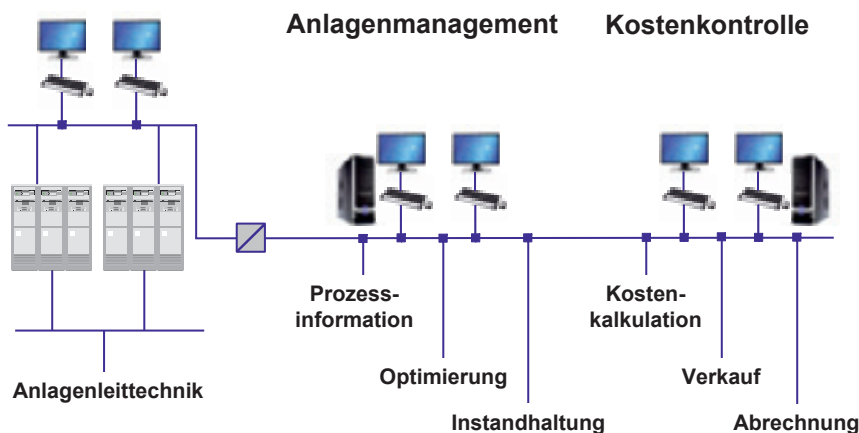 Anlagenmanagement
Kostenkontrolle
Prozess-
information
Kosten-
kalkulation
Optimierung
Verkauf
Anlagenleittechnik
Instandhaltung
Abrechnung